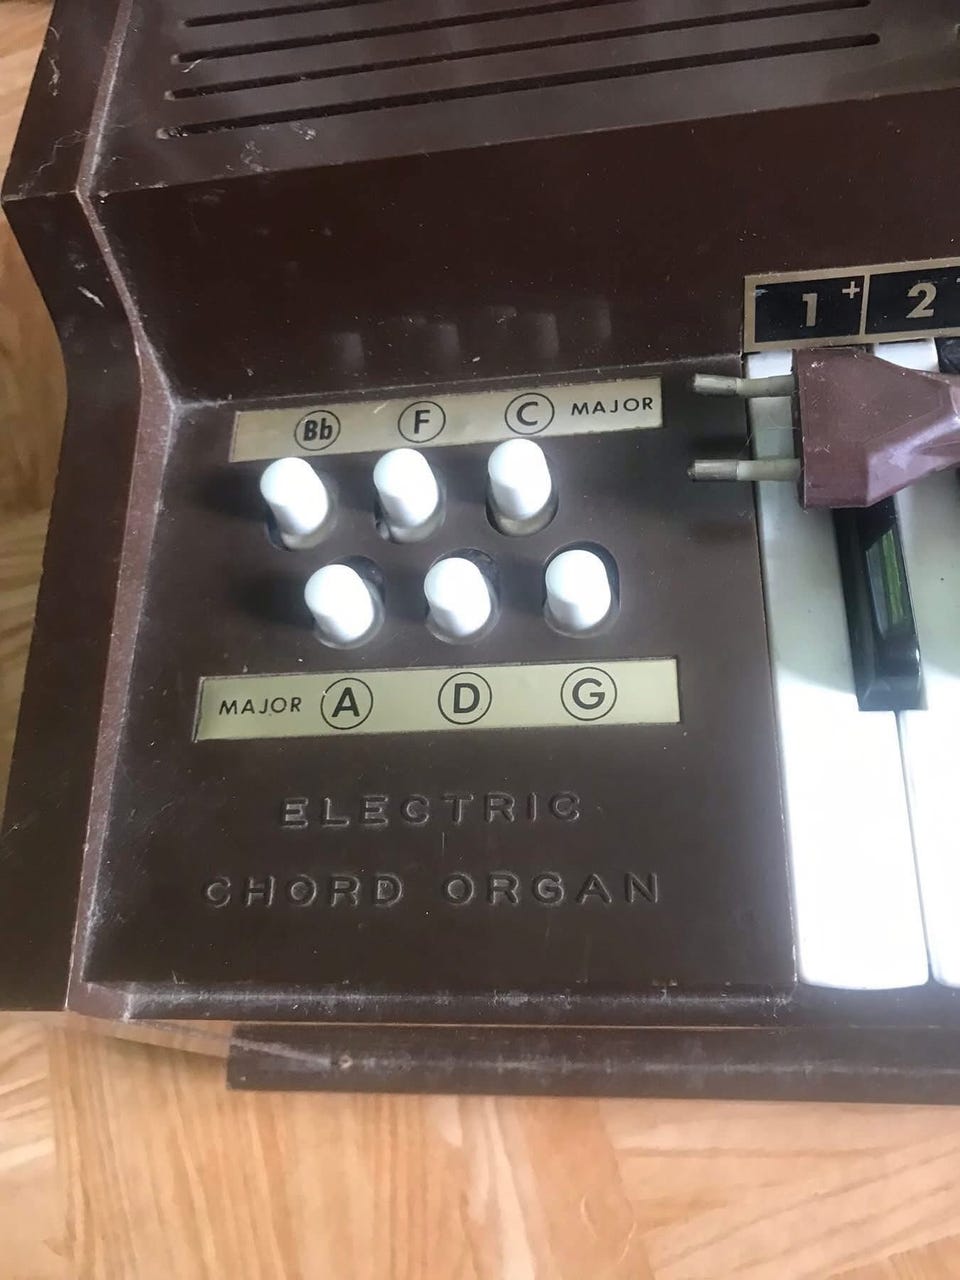 1+ 2
Bb F C MAJOR
MAJOR A D G
ELECTRIC
CHORD ORGAN